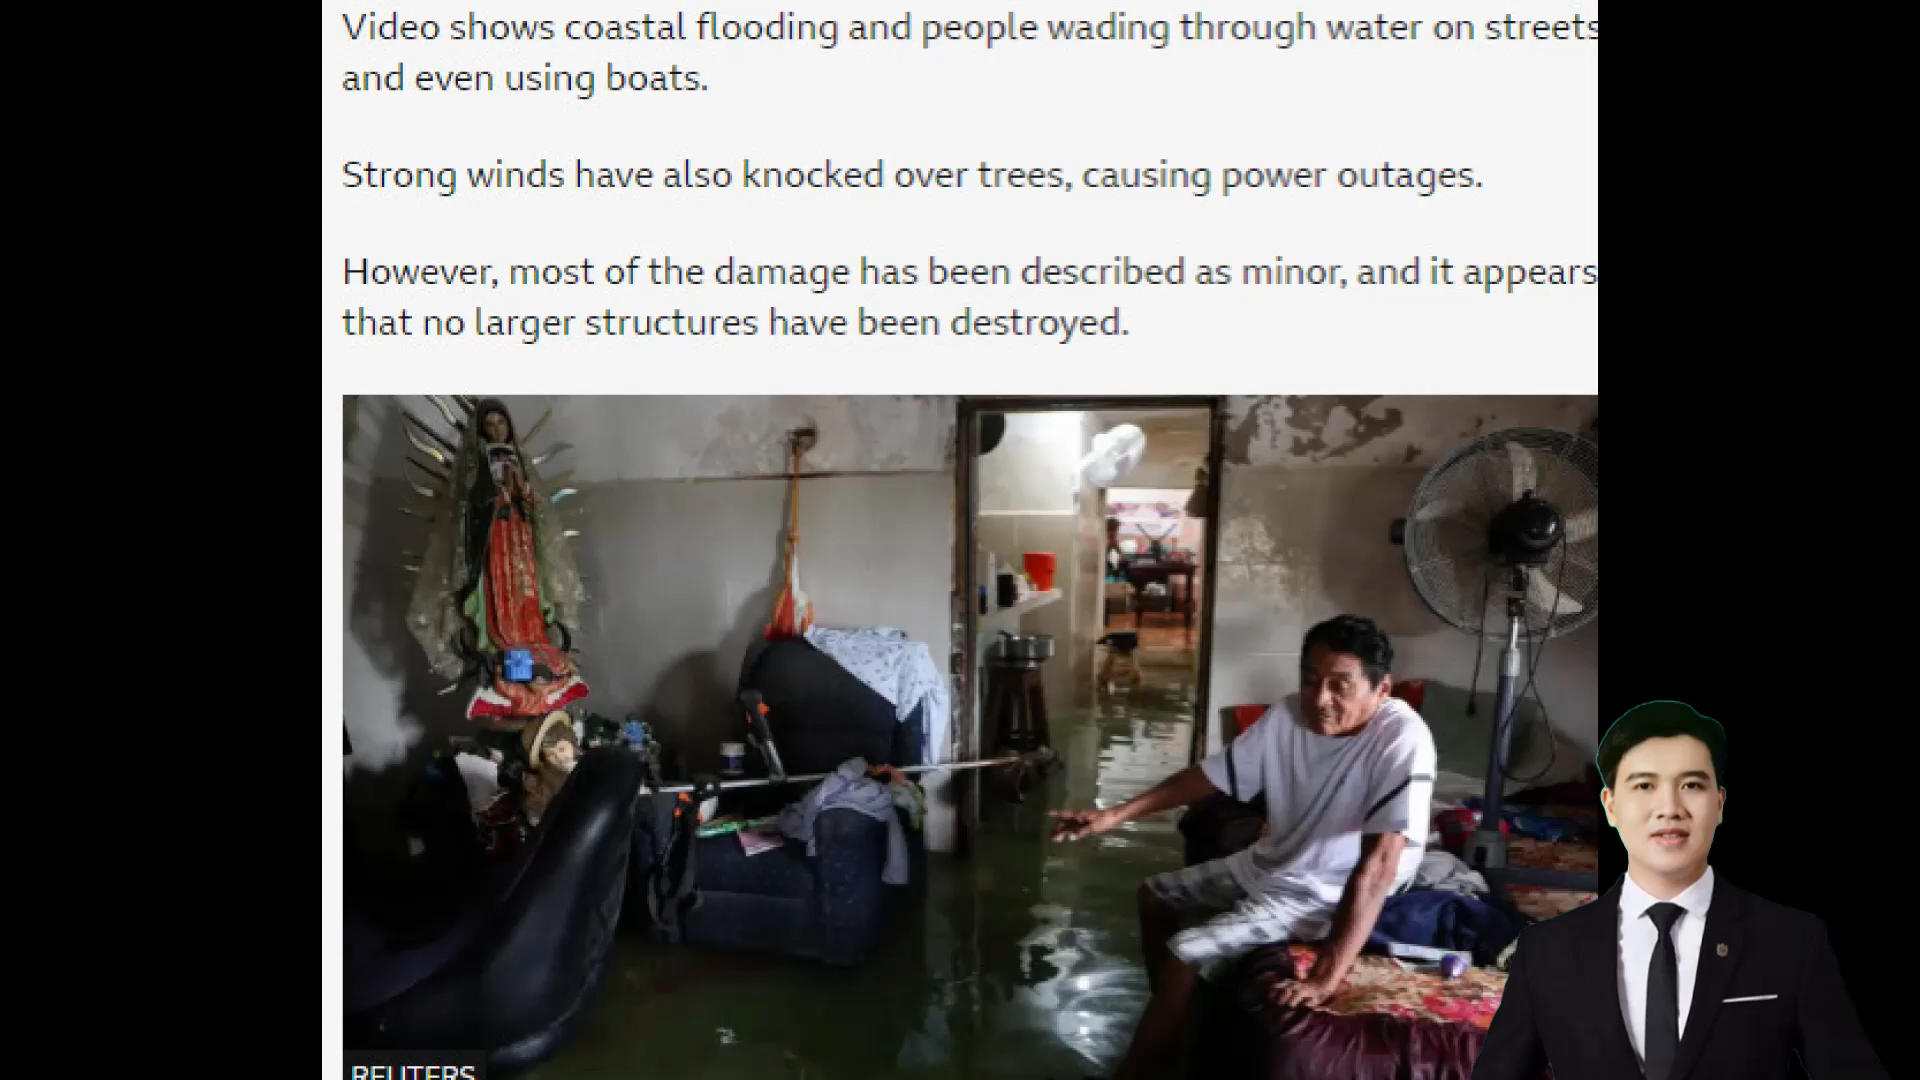 Video shows coastal flooding and people wading through water on streets
and even using boats.
Strong winds have also knocked over trees, causing power outages.
However, most of the damage has been described as minor, and it appears
that no larger structures have been destroyed.
REUTERS